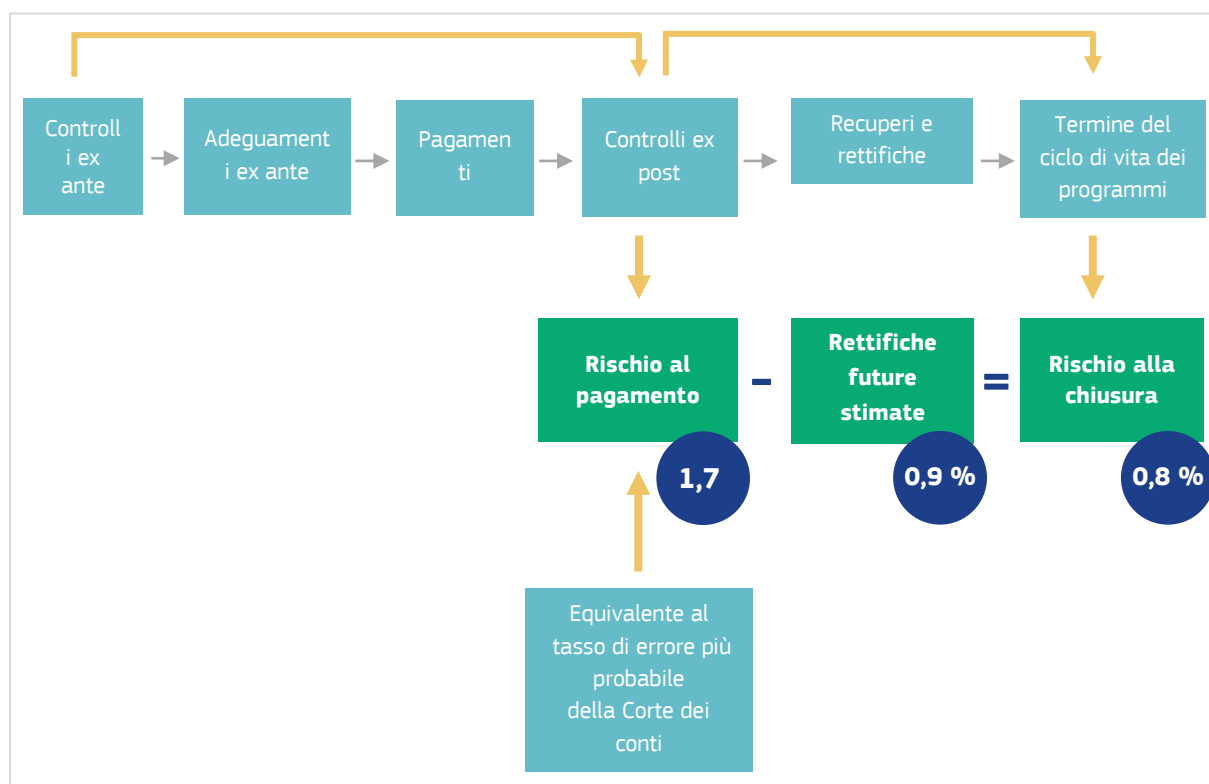 Controll
i ex
ante
Adeguament
i ex ante
Pagamen
ti
Controlli ex
post
Recuperi e
rettifiche
Termine del
ciclo di vita dei
programmi
Rischio al
pagamento
-
Rettifiche
future
stimate
=
Rischio alla
chiusura
1,7
0,9 %
0,8 %
Equivalente al
tasso di errore più
probabile
della Corte dei
conti